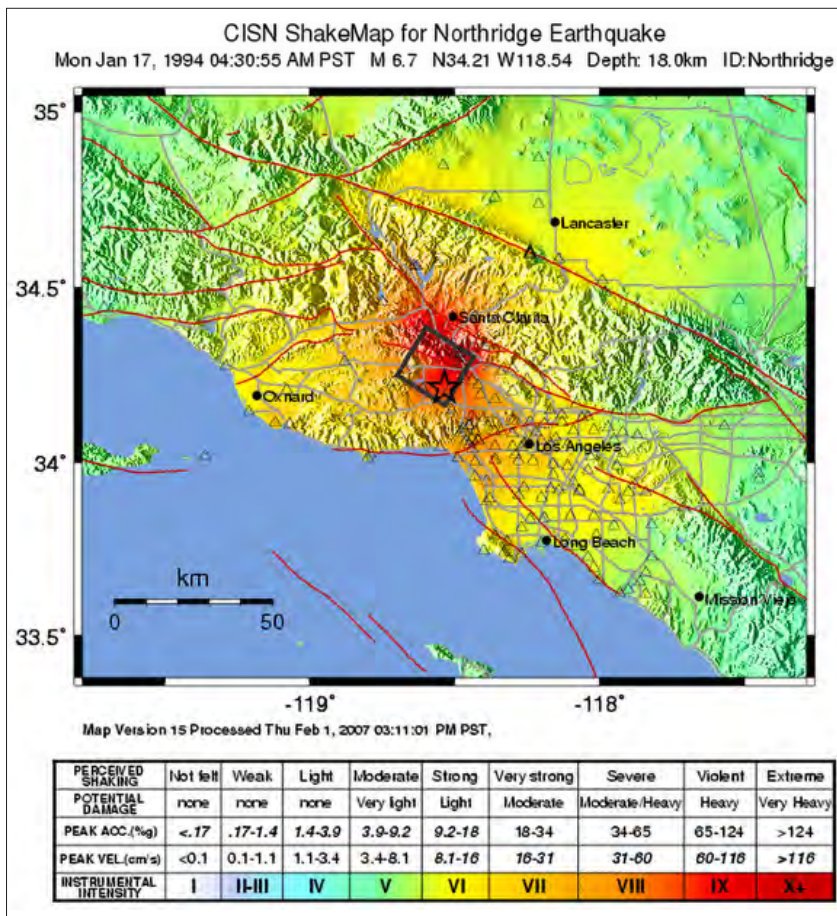 CISN ShakeMap for Northridge Earthquake
Mon Jan 17, 1994 04:30:55 AM PST M 6.7 N34.21 W118.54 Depth: 18.0km ID:Northridge
35°
Lancaster
34.5°
Santa Clarita
Oxnard
Los Angeles
34°
Long Beach
km
Mission Viejo
0 50
33.5°
-119° -118°
Map Version 15 Processed Thu Feb 1, 2007 03:11:01 PM PST,
PERCEIVED SHAKING Not felt Weak Light Moderate Strong Very strong Severe Violent Extreme
POTENTIAL DAMAGE none none none Very light Light Moderate Moderate/Heavy Heavy Very Heavy
PEAK ACC.(%g) <.17 .17-1.4 1.4-3.9 3.9-9.2 9.2-18 18-34 34-65 65-124 >124
PEAK VEL.(cm/s) <0.1 0.1-1.1 1.1-3.4 3.4-8.1 8.1-16 16-31 31-60 60-116 >116
INSTRUMENTAL INTENSITY I II-III IV V VI VII VIII IX X+